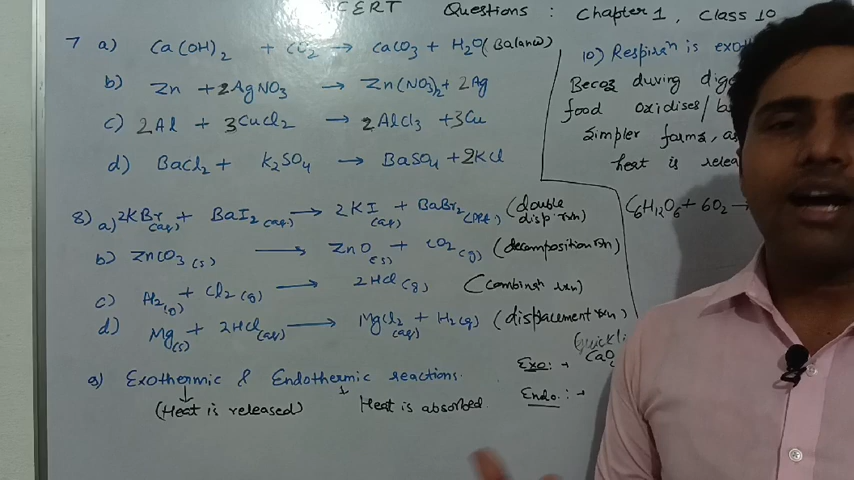 CERT Questions : Chapter 1, Class 10
7 a) Ca(OH)2 + CO2 → CaCO3 + H2O (Balanced)
b) Zn + 2AgNO3 → Zn(NO3)2 + 2Ag
c) 2Al + 3CuCl2 → 2AlCl3 + 3Cu
d) BaCl2 + K2SO4 → BaSO4 + 2KCl
8) a) 2KBr(aq) + BaI2(aq) → 2KI(aq) + BaBr2(ppt) (double disp. rxn)
b) ZnCO3(s) → ZnO(s) + CO2(g) (decomposition rxn)
c) H2(g) + Cl2(g) → 2HCl(g) (Combinatn rxn)
d) Mg(s) + 2HCl(aq) → MgCl2(aq) + H2(g) (displacement rxn)
9) Exothermic & Endothermic reactions.
(Heat is released) Heat is absorbed.
Exo: →
CaO
Endo.: →
10) Respiran is exo
Becoz during dige
food oxidises/
simpler forms, as
heat is relea
C6H12O6 + 6O2 →